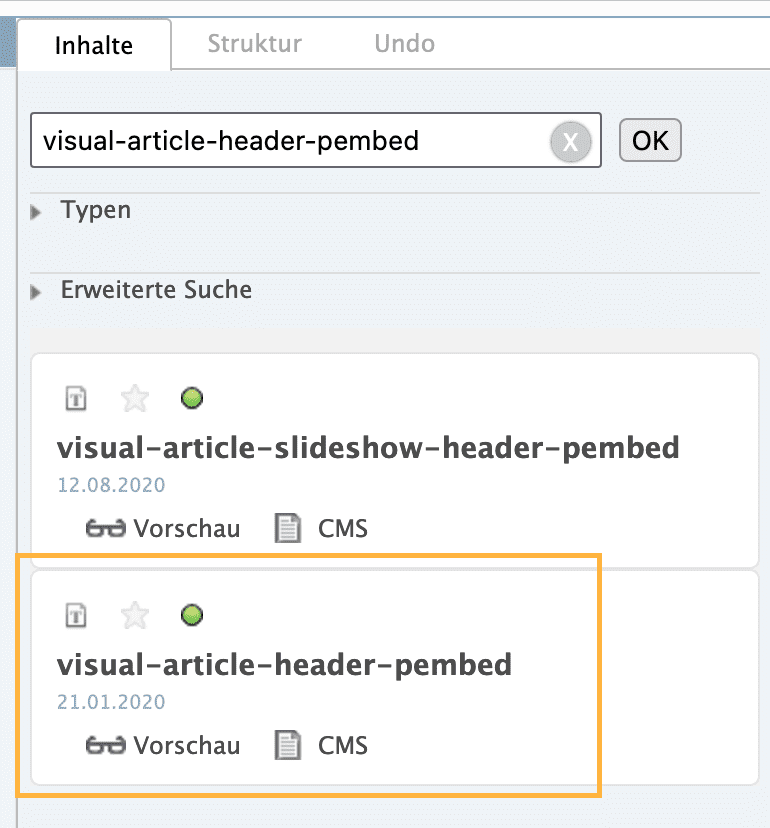 Inhalte Struktur Undo
visual-article-header-pembed X OK
Typen
Erweiterte Suche
T
visual-article-slideshow-header-pembed
12.08.2020
Vorschau CMS
T
visual-article-header-pembed
21.01.2020
Vorschau CMS